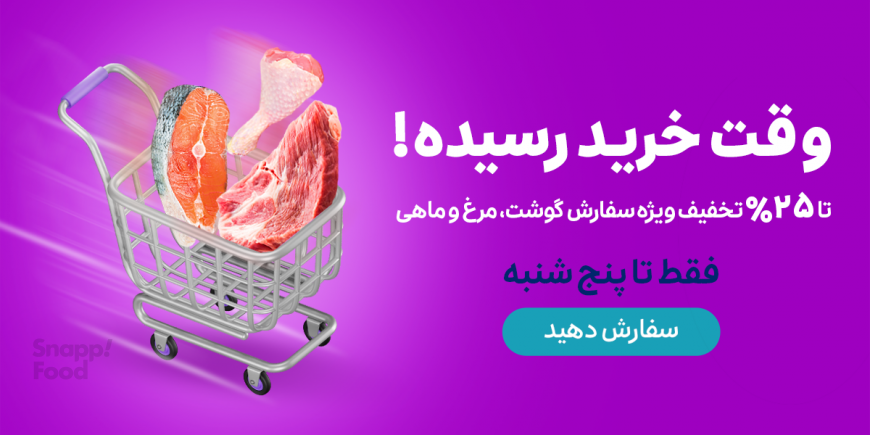 وقت خرید رسیده!
تا ۲۵% تخفیف ویژه سفارش گوشت، مرغ و ماهی
فقط تا پنج شنبه
سفارش دهید
Snapp!
Food